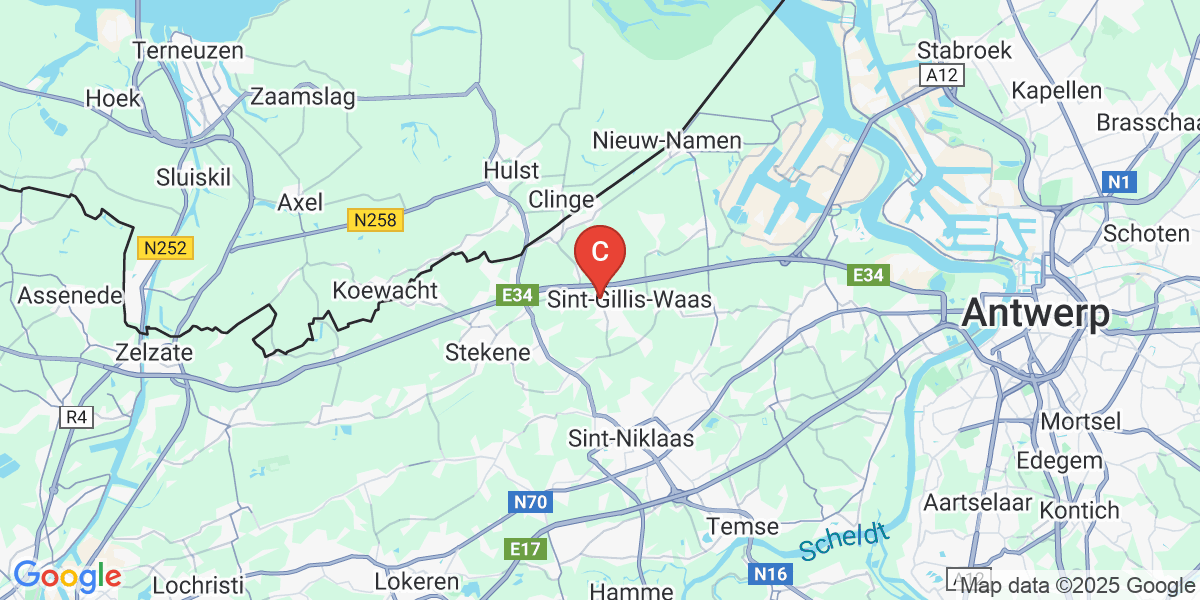 Terneuzen
Stabroek
A12
Hoek
Zaamslag
Kapellen
Brasschaa
Nieuw-Namen
Hulst
Sluiskil
N1
Clinge
Axel
N258
Schoten
N252
C
E34
Koewacht
Assenede
E34
Sint-Gillis-Waas
Antwerp
Zelzate
Stekene
R4
Mortsel
Sint-Niklaas
Edegem
N70
Aartselaar
Kontich
Temse
Scheldt
E17
Google
N16
Lochristi
Lokeren
Hamme
Map data ©2025 Google